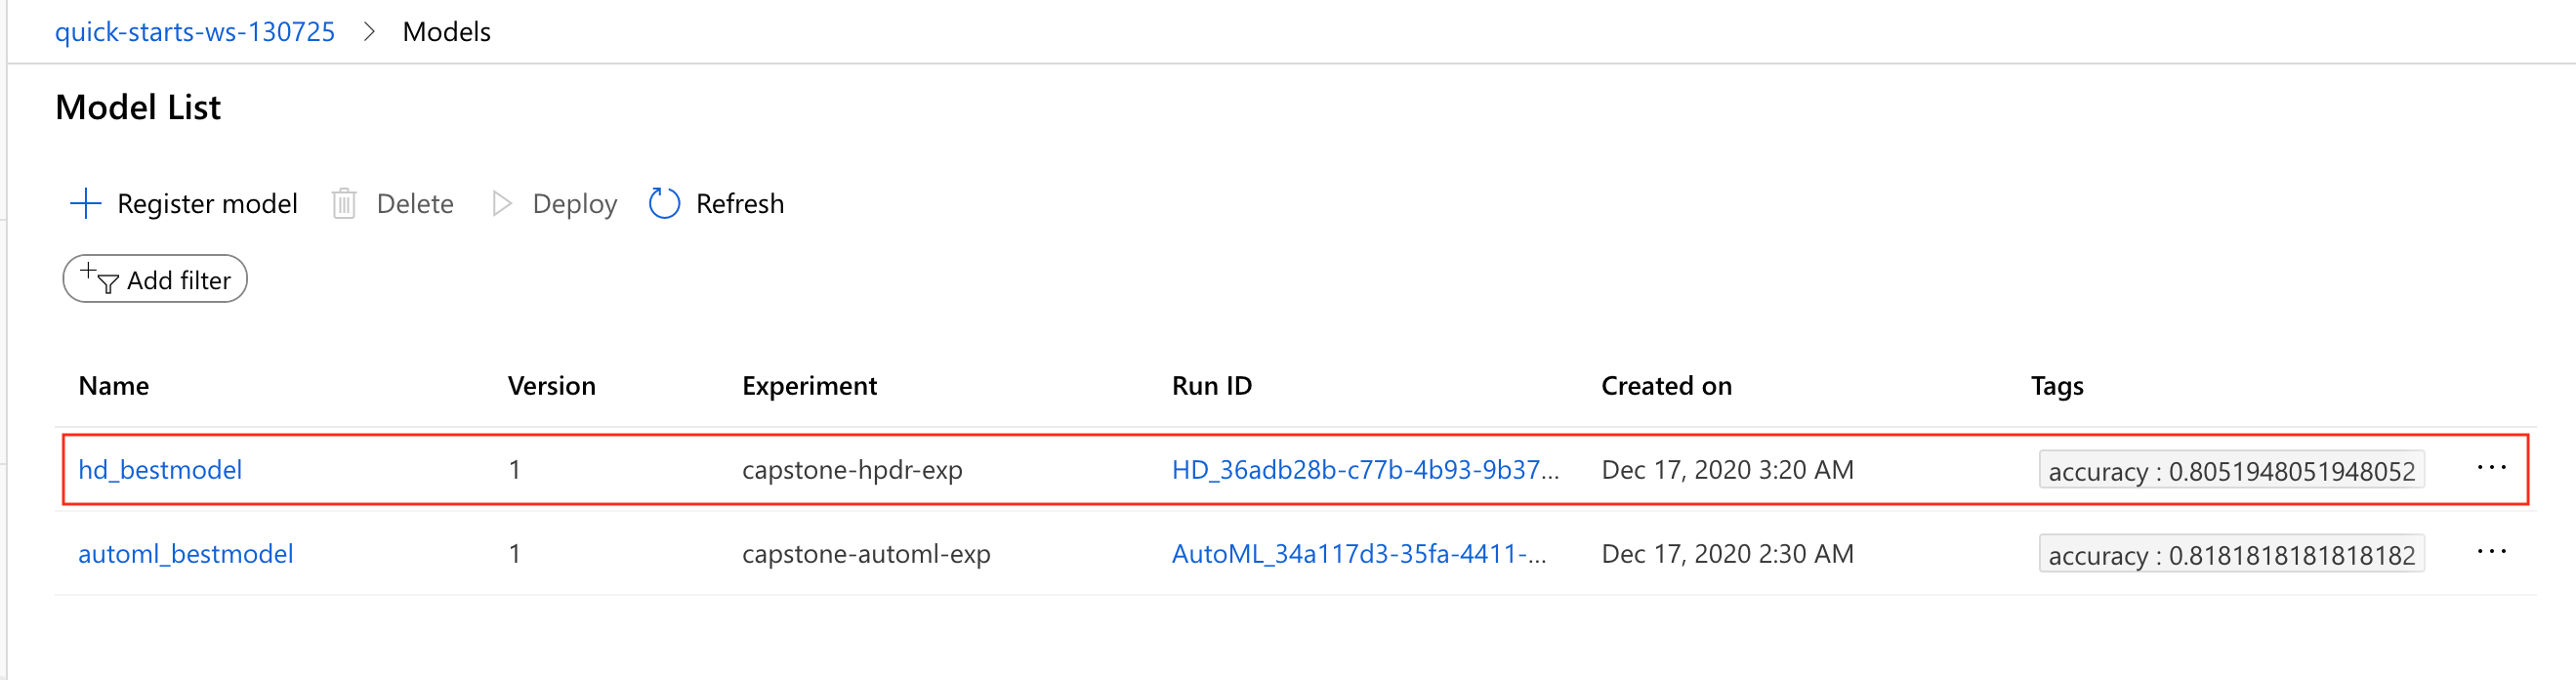 quick-starts-ws-130725 > Models
Model List
Register model Delete Deploy Refresh
Add filter
Name Version Experiment Run ID Created on Tags
hd_bestmodel 1 capstone-hpdr-exp HD_36adb28b-c77b-4b93-9b37... Dec 17, 2020 3:20 AM accuracy : 0.8051948051948052 ...
automl_bestmodel 1 capstone-automl-exp AutoML_34a117d3-35fa-4411-... Dec 17, 2020 2:30 AM accuracy : 0.8181818181818182 ...